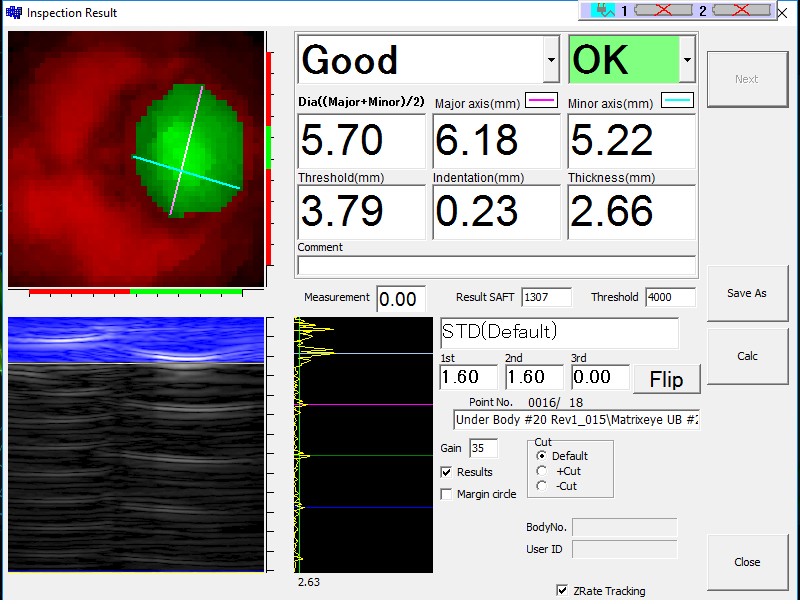 Inspection Result
1 2
Good OK
Next
Dia((Major+Minor)/2) Major axis(mm) Minor axis(mm)
5.70 6.18 5.22
Threshold(mm) Indentation(mm) Thickness(mm)
3.79 0.23 2.66
Comment
Measurement 0.00 Result SAFT 1307 Threshold 4000
Save As
STD(Default)
1st 2nd 3rd
1.60 1.60 0.00 Flip
Calc
Point No. 0016/ 18
Under Body #20 Rev1_015\Matrixeye UB #2
Gain 35
Cut
Default
+Cut
-Cut
Results
Margin circle
BodyNo.
User ID
Close
2.63
ZRate Tracking